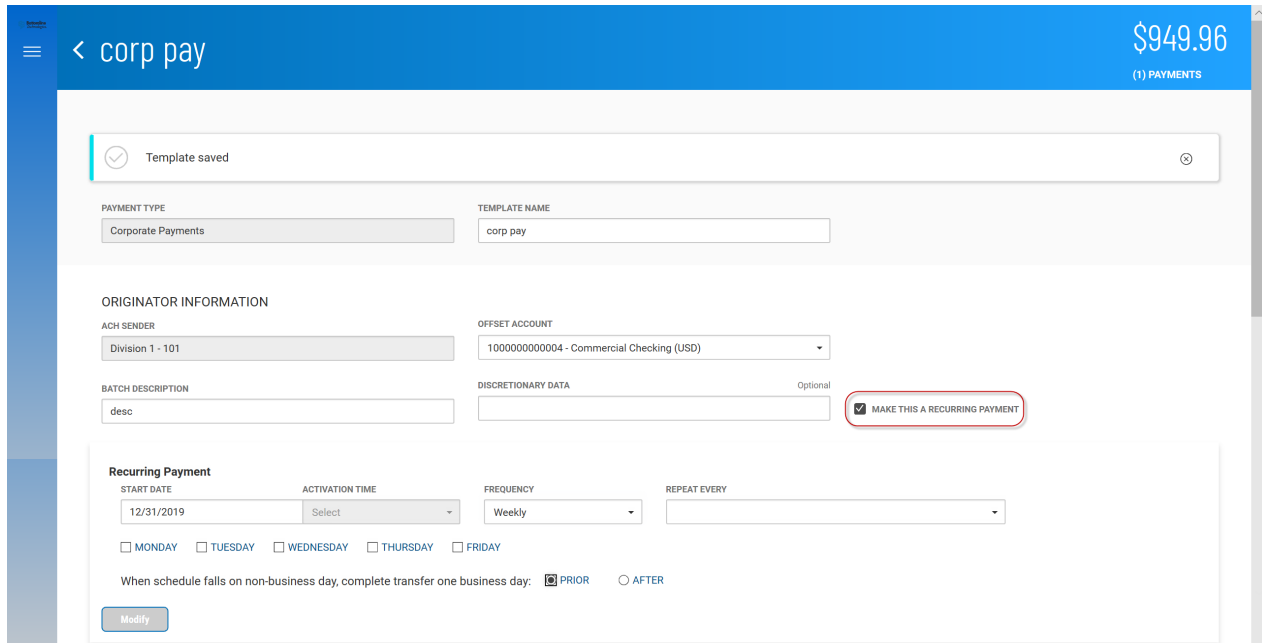 corp pay
$949.96
(1) PAYMENTS
Template saved
PAYMENT TYPE
TEMPLATE NAME
Corporate Payments
corp pay
ORIGINATOR INFORMATION
ACH SENDER
OFFSET ACCOUNT
Division 1 - 101
1000000000004 - Commercial Checking (USD)
BATCH DESCRIPTION
DISCRETIONARY DATA
Optional
desc
MAKE THIS A RECURRING PAYMENT
Recurring Payment
START DATE
ACTIVATION TIME
FREQUENCY
REPEAT EVERY
12/31/2019
Select
Weekly
MONDAY TUESDAY WEDNESDAY THURSDAY FRIDAY
When schedule falls on non-business day, complete transfer one business day: PRIOR AFTER
Modify